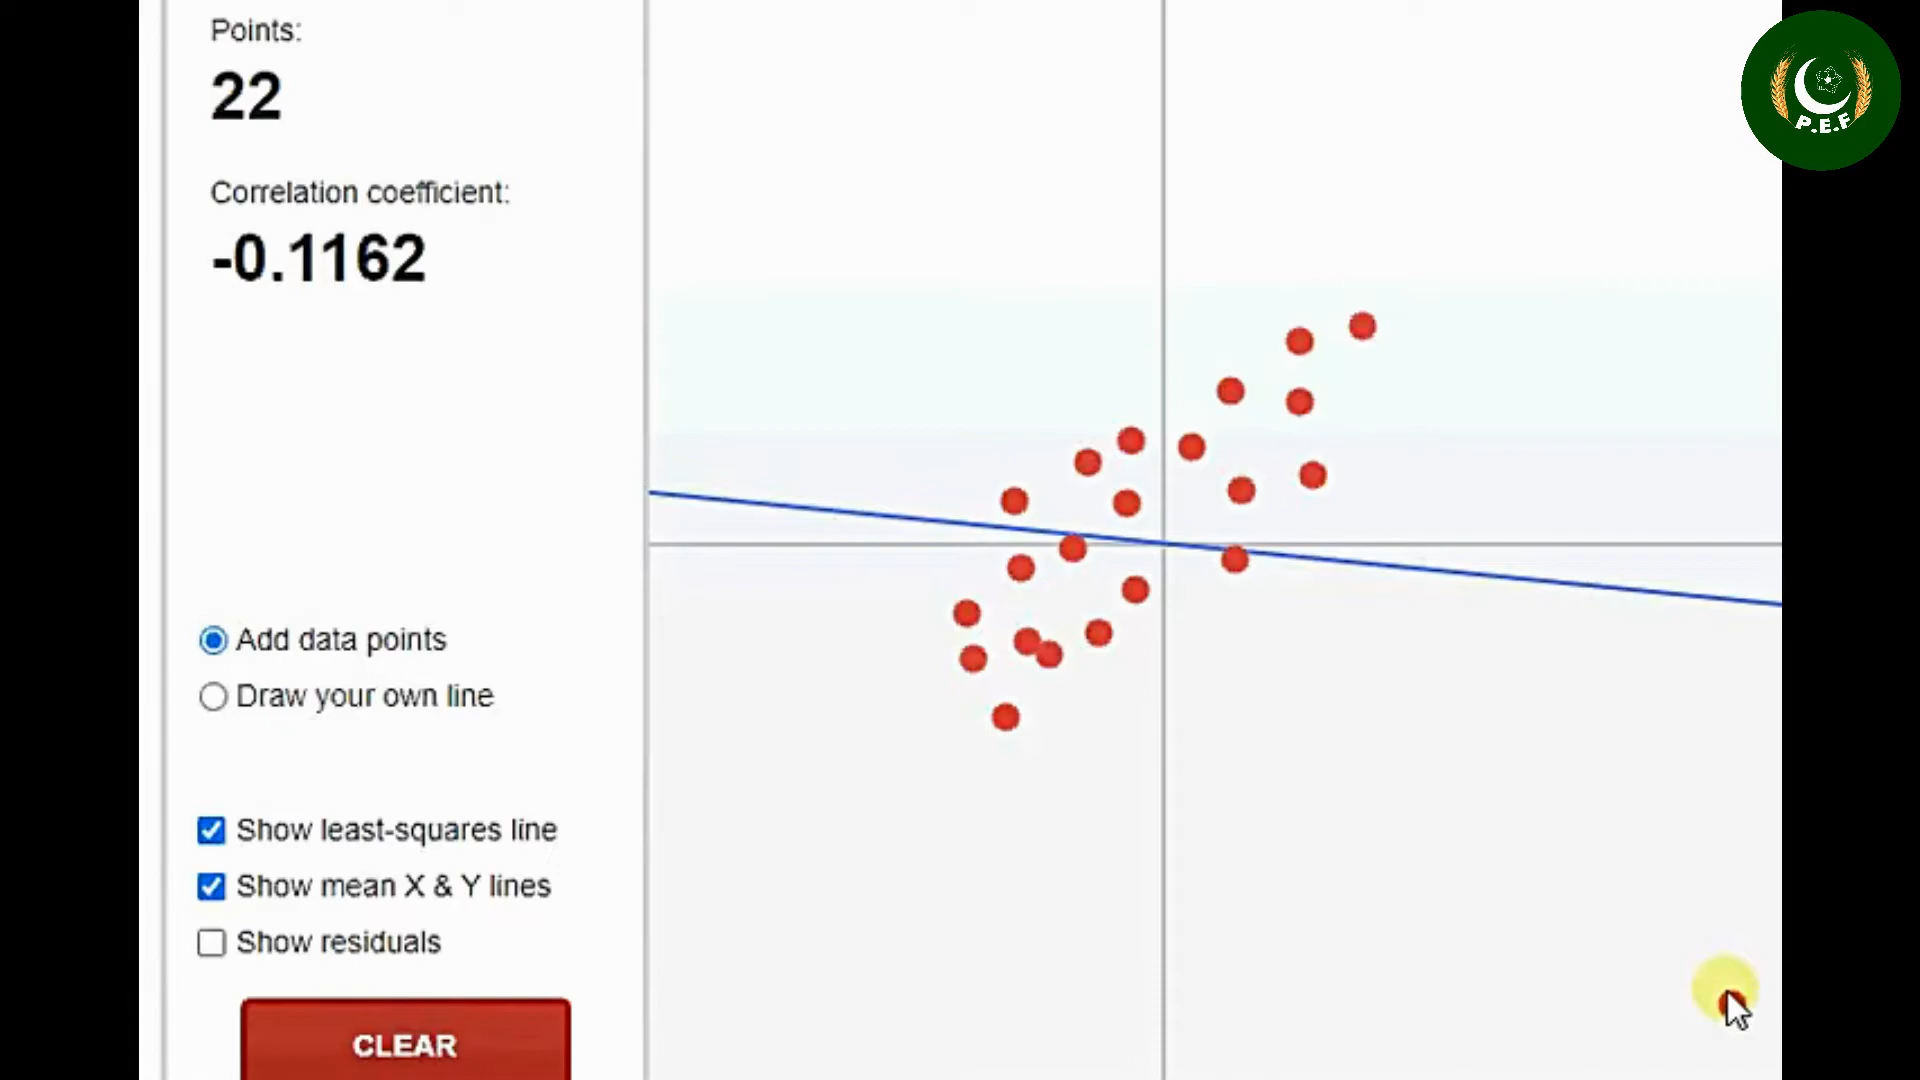 Points:
22
Correlation coefficient:
-0.1162
Add data points
Draw your own line
Show least-squares line
Show mean X & Y lines
Show residuals
CLEAR
P.E.F